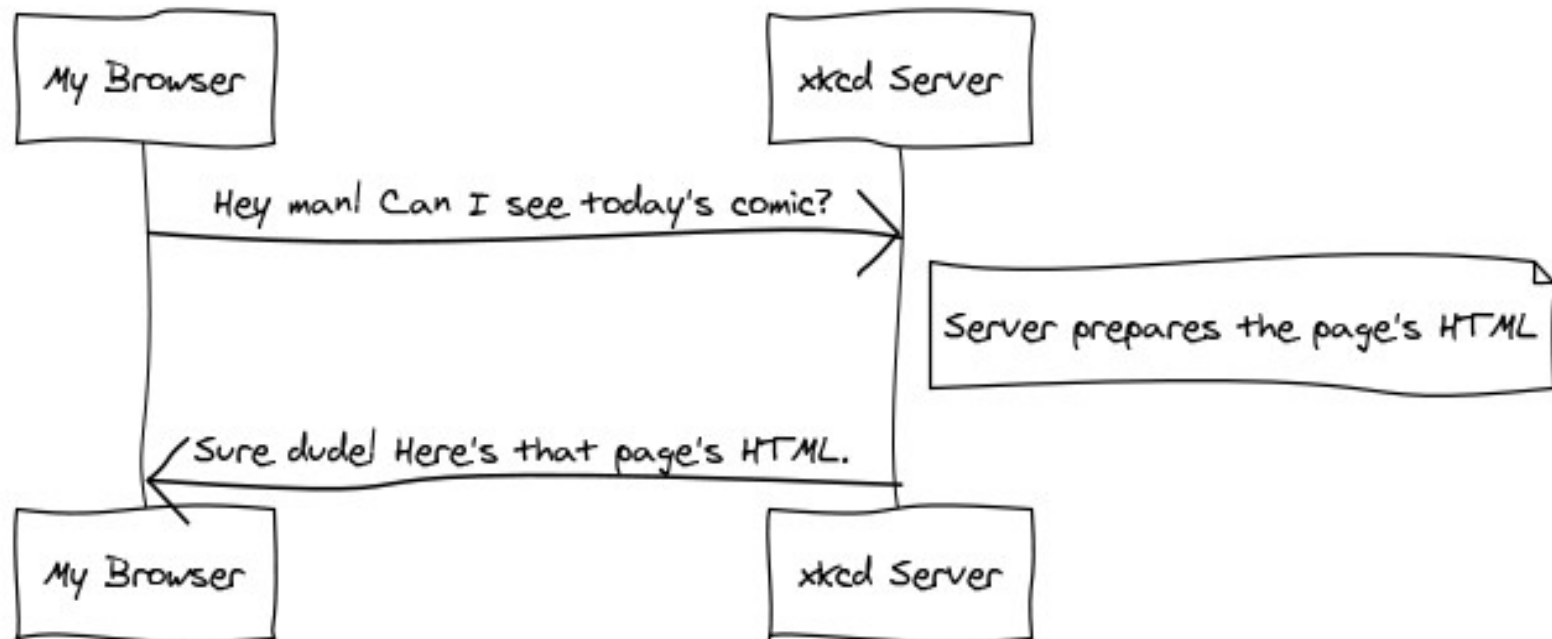 My Browser
xkcd Server
Hey man! Can I see today's comic?
Server prepares the page's HTML
Sure dude! Here's that page's HTML.
My Browser
xkcd Server